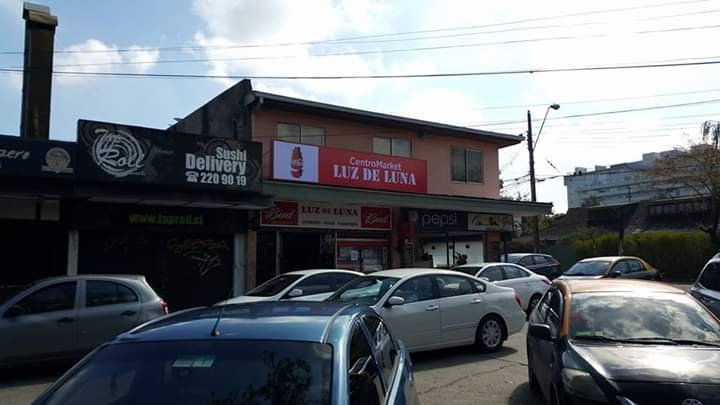 Top Roll
Sushi
Delivery
220 90 19
www.toproll.cl
CentroMarket
LUZ DE LUNA
Bud
LUZ DE LUNA
Bud
pepsi